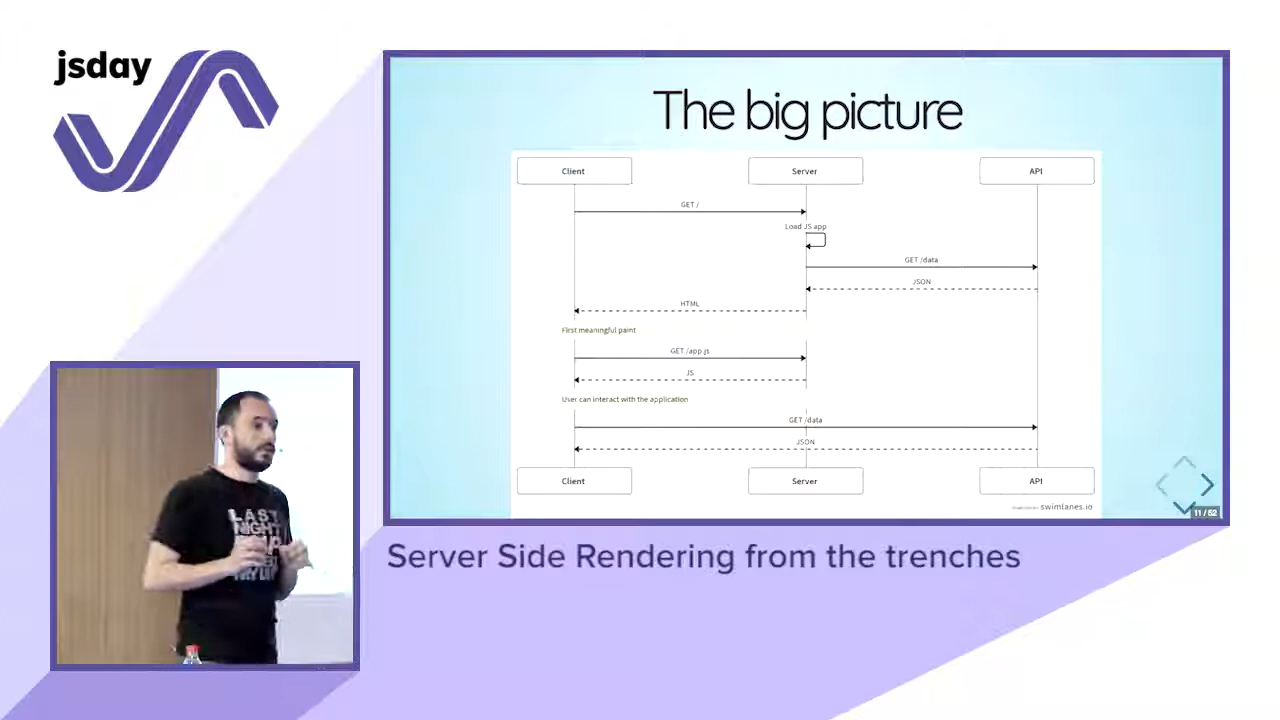 jsday
The big picture
Client
Server
API
GET /
Load JS app
GET /data
JSON
HTML
First meaningful paint
GET /app.js
JS
User can interact with the application
GET /data
JSON
Client
Server
API
swimlanes.io
11 / 52
LAST
NIGHT
Server Side Rendering from the trenches